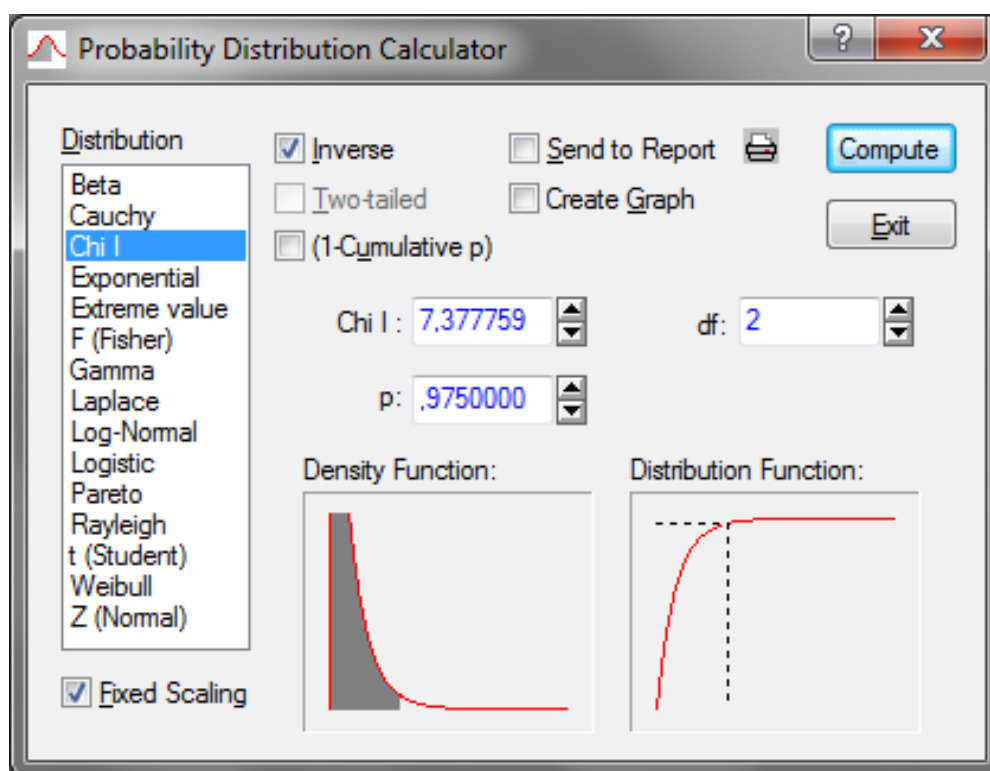 Probability Distribution Calculator
?
X
Distribution
Inverse
Send to Report
Compute
Two-tailed
Create Graph
Exit
(1-Cumulative p)
Beta
Cauchy
Chi I
Exponential
Extreme value
F (Fisher)
Gamma
Laplace
Log-Normal
Logistic
Pareto
Rayleigh
t (Student)
Weibull
Z (Normal)
Fixed Scaling
Chi I : 7,377759
df: 2
p: ,9750000
Density Function:
Distribution Function: